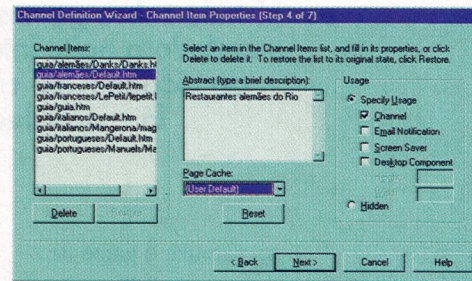 Channel Definition Wizard - Channel Item Properties (Step 4 of 7)
Channel Items:
guia/alemães/Danks/Danks.ht
guia/alemães/Default.htm
guia/franceses/Default.htm
guia/franceses/LePetit/lepetit.l
guia/guia.htm
guia/italianos/Default.htm
guia/italianos/Mangerona/mag
guia/portugueses/Default.htm
guia/portugueses/Manuels/Ma
Delete
Restore
Select an item in the Channel Items list, and fill in its properties, or click
Delete to delete it. To restore the list to its original state, click Restore.
Abstract (type a brief description):
Restaurantes alemães do Rio
Page Cache:
(User Default)
Reset
Usage
Specify Usage
Channel
Email Notification
Screen Saver
Desktop Component
Hidden
< Back
Next >
Cancel
Help